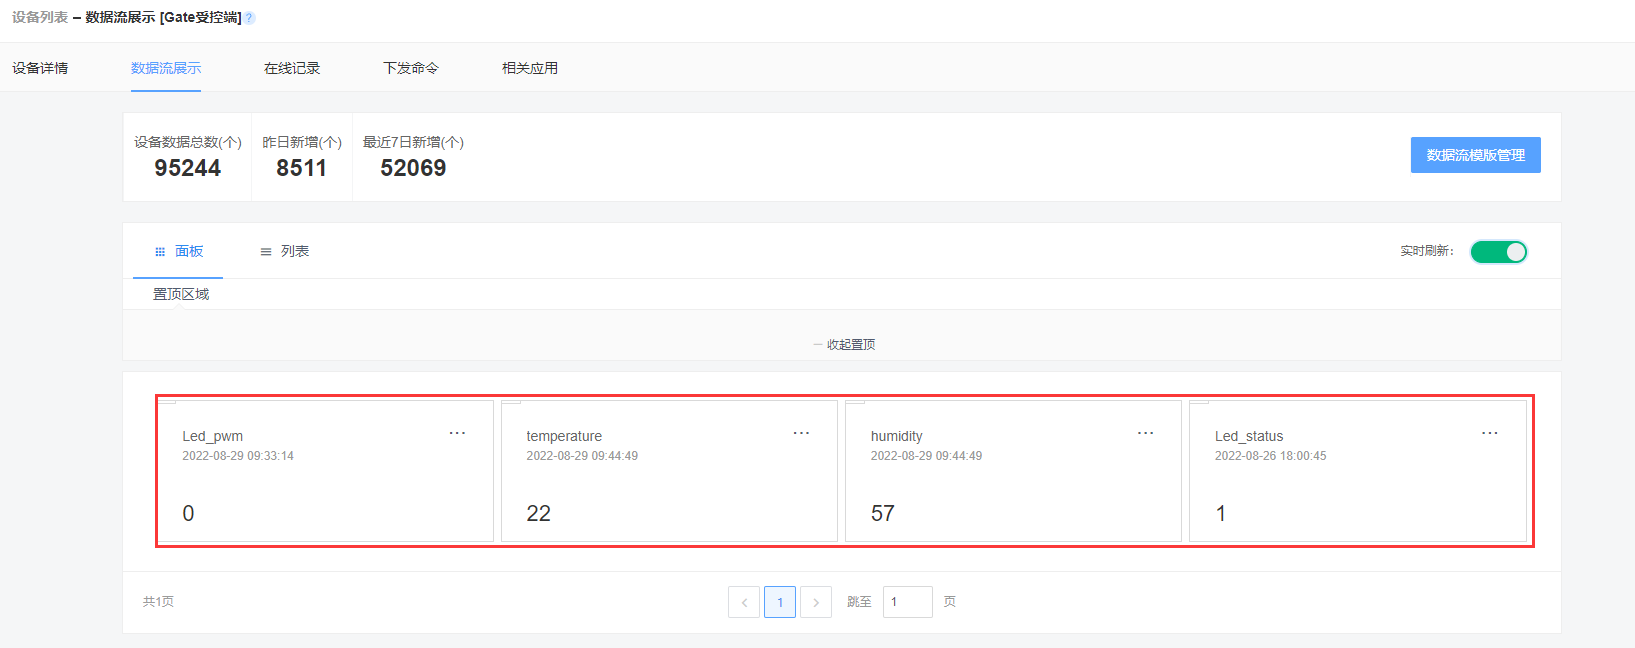 设备列表 – 数据流展示 [Gate受控端] ?
设备详情 数据流展示 在线记录 下发命令 相关应用
设备数据总数(个) 昨日新增(个) 最近7日新增(个)
95244 8511 52069
数据流模版管理
面板 列表 实时刷新：
置顶区域
收起置顶
Led_pwm ... temperature ... humidity ... Led_status ...
2022-08-29 09:33:14 2022-08-29 09:44:49 2022-08-29 09:44:49 2022-08-26 18:00:45
0 22 57 1
共1页 < 1 > 跳至 1 页